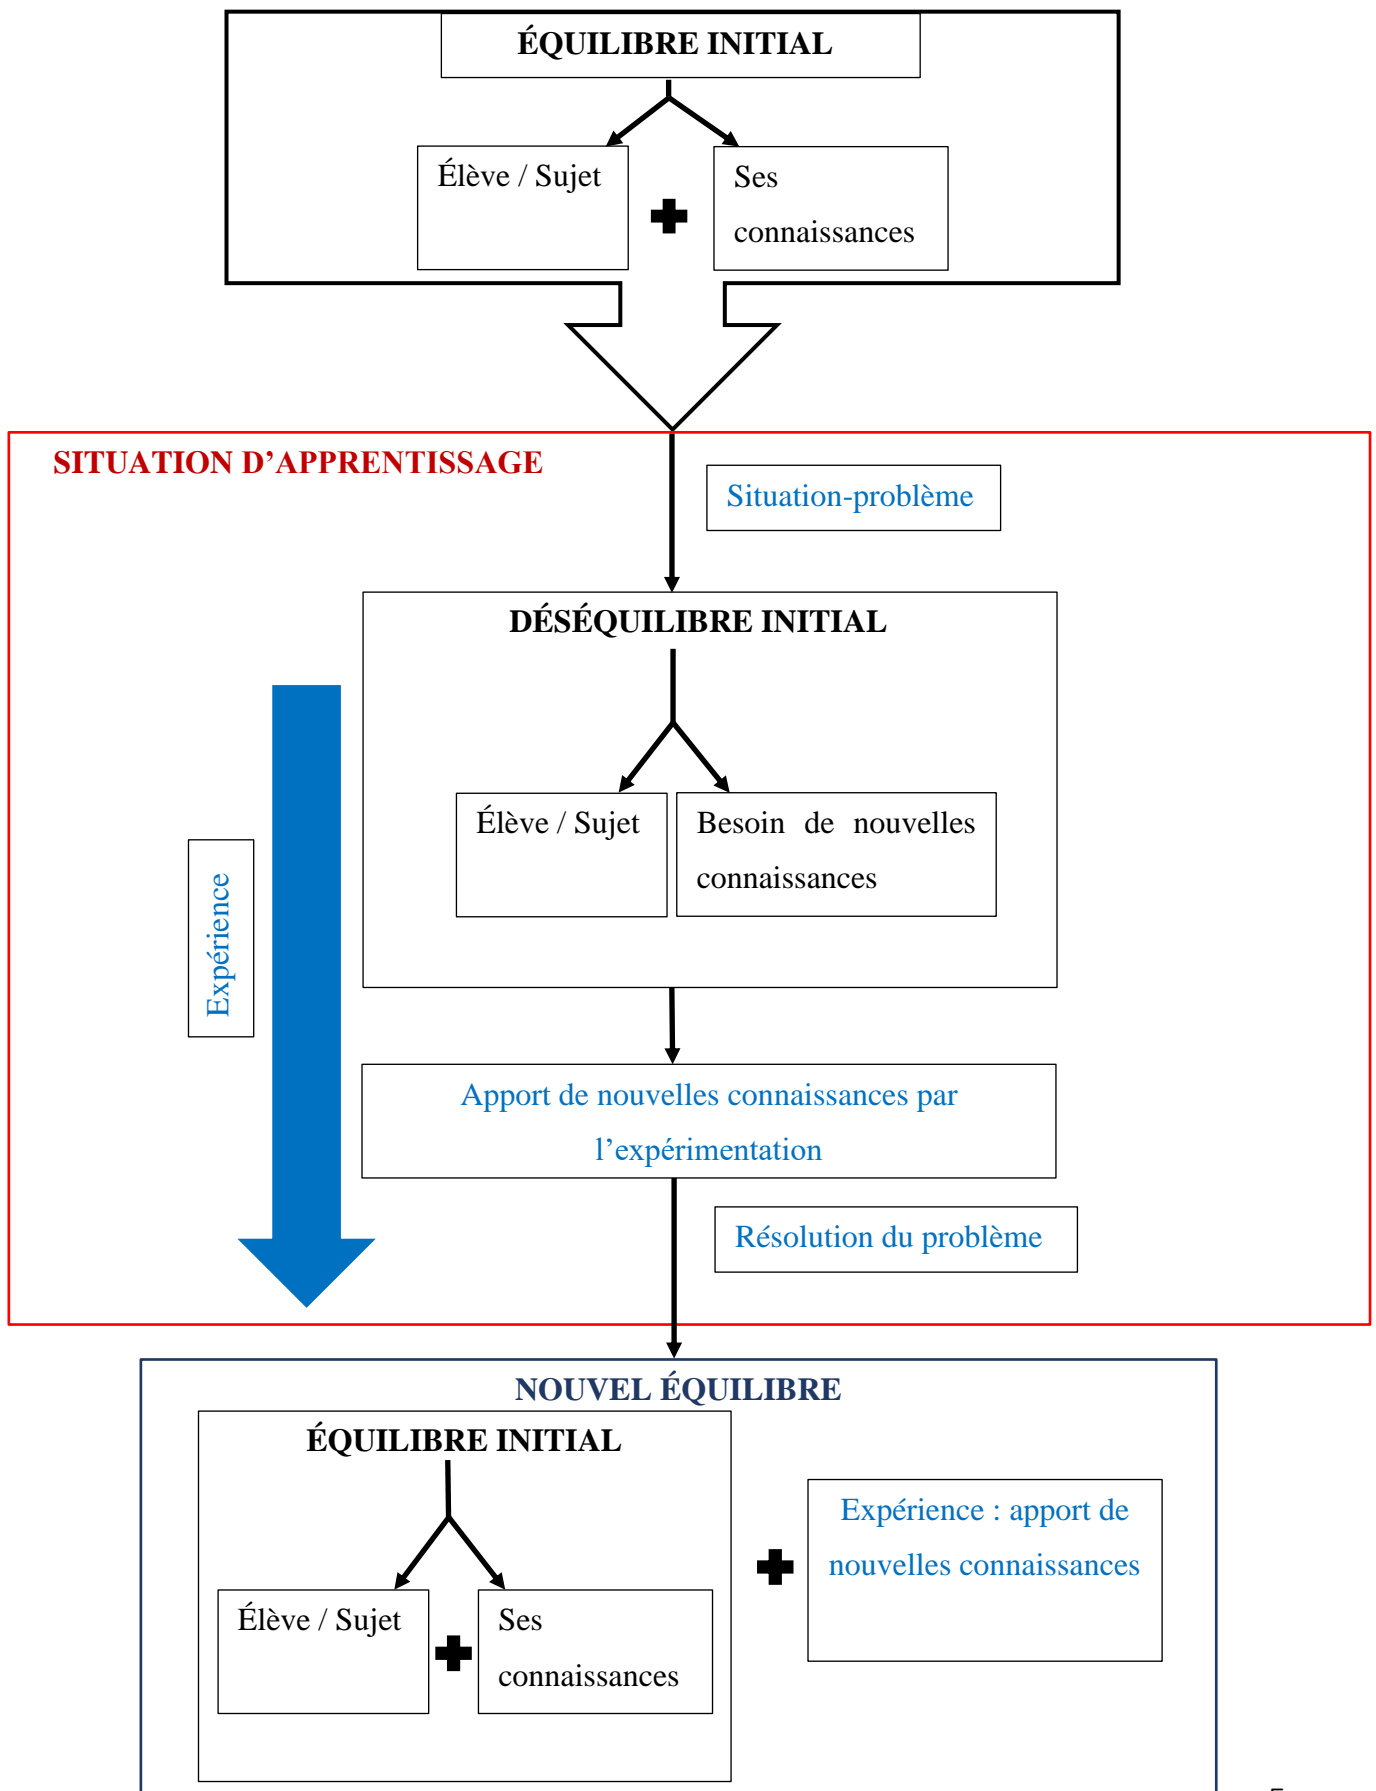 ÉQUILIBRE INITIAL
Élève / Sujet
Ses
connaissances
SITUATION D’APPRENTISSAGE
Situation-problème
DÉSÉQUILIBRE INITIAL
Élève / Sujet
Besoin de nouvelles
connaissances
Expérience
Apport de nouvelles connaissances par
l’expérimentation
Résolution du problème
NOUVEL ÉQUILIBRE
ÉQUILIBRE INITIAL
Élève / Sujet
Ses
connaissances
Expérience : apport de
nouvelles connaissances